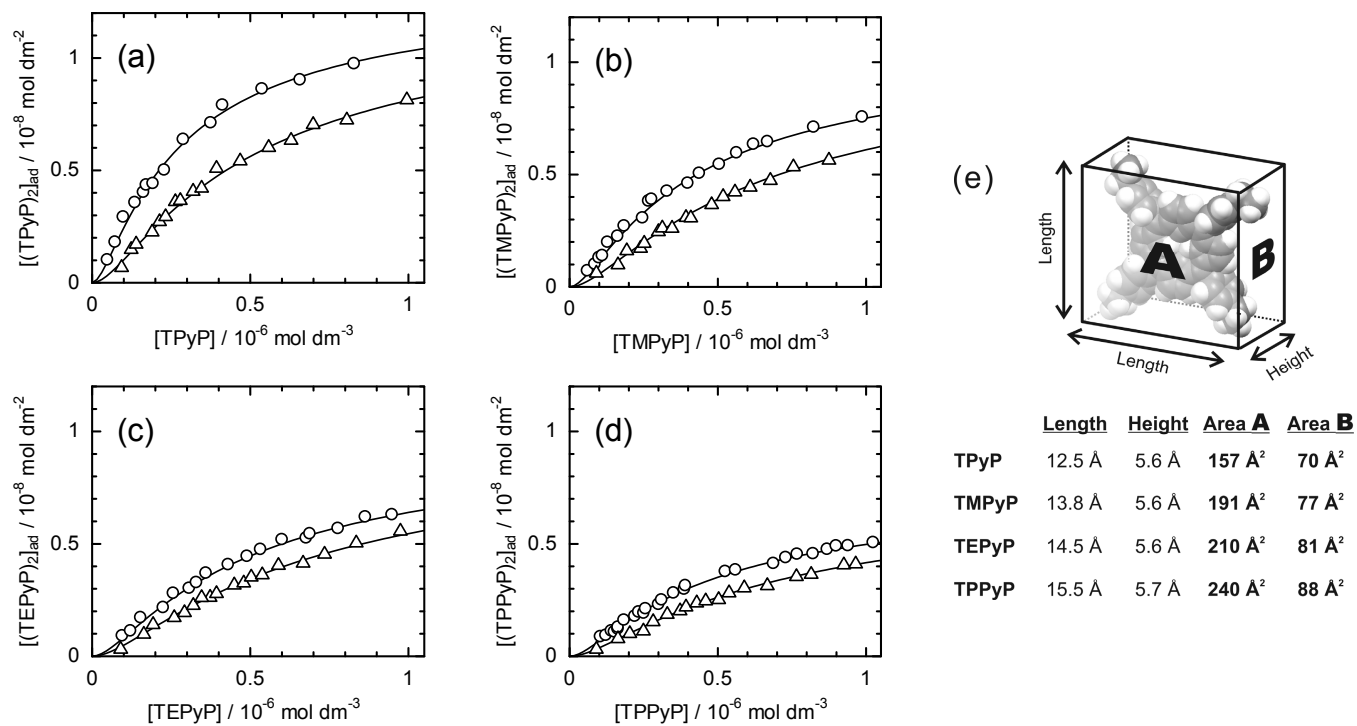 (a)
[(TPyP)₂]ad / 10⁻⁸ mol dm⁻²
1
0.5
0
0
0.5
1
[TPyP] / 10⁻⁶ mol dm⁻³
(b)
[(TMPyP)₂]ad / 10⁻⁸ mol dm⁻²
1
0.5
0
0
0.5
1
[TMPyP] / 10⁻⁶ mol dm⁻³
(c)
[(TEPyP)₂]ad / 10⁻⁸ mol dm⁻²
1
0.5
0
0
0.5
1
[TEPyP] / 10⁻⁶ mol dm⁻³
(d)
[(TPPyP)₂]ad / 10⁻⁸ mol dm⁻²
1
0.5
0
0
0.5
1
[TPPyP] / 10⁻⁶ mol dm⁻³
(e)
Length
A
B
Length
Height
Length Height Area A Area B
TPyP 12.5 Å 5.6 Å 157 Å² 70 Å²
TMPyP 13.8 Å 5.6 Å 191 Å² 77 Å²
TEPyP 14.5 Å 5.6 Å 210 Å² 81 Å²
TPPyP 15.5 Å 5.7 Å 240 Å² 88 Å²